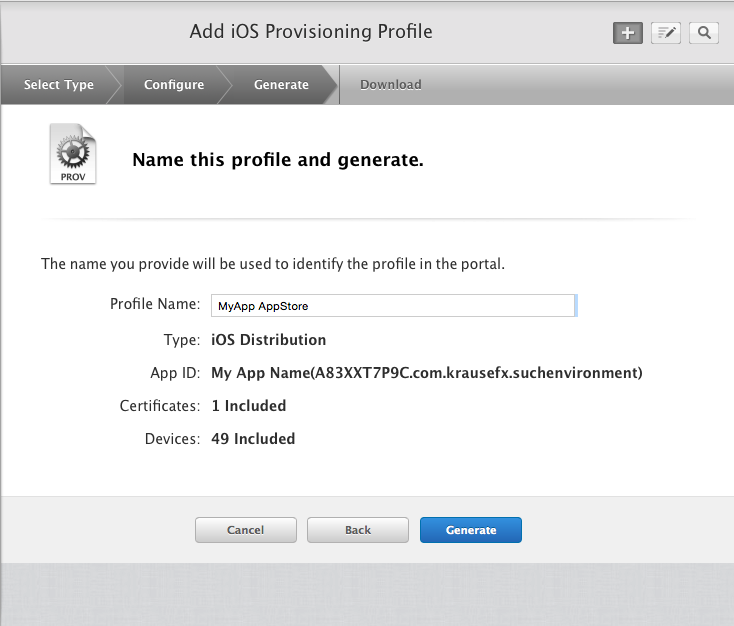 Add iOS Provisioning Profile
Select Type
Configure
Generate
Download
PROV
Name this profile and generate.
The name you provide will be used to identify the profile in the portal.
Profile Name: MyApp AppStore
Type: iOS Distribution
App ID: My App Name(A83XXT7P9C.com.krausefx.suchenvironment)
Certificates: 1 Included
Devices: 49 Included
Cancel
Back
Generate